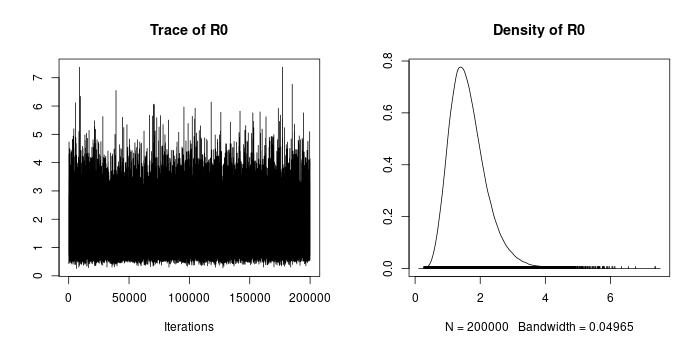 Trace of R0
7
6
5
4
3
2
1
0
0 50000 100000 150000 200000
Iterations
Density of R0
0.8
0.6
0.4
0.2
0.0
0 2 4 6
N = 200000 Bandwidth = 0.04965